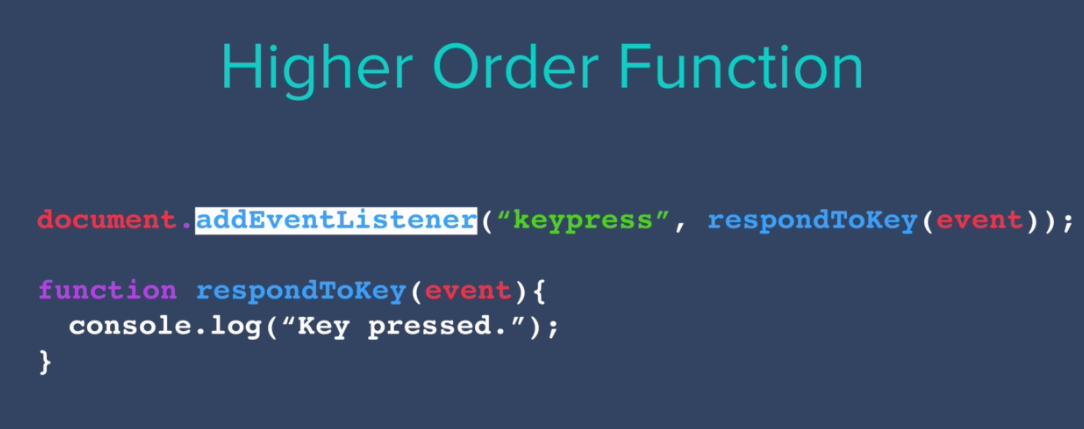 Higher Order Function
document.addEventListener(“keypress”, respondToKey(event));
function respondToKey(event){
  console.log(“Key pressed.”);
}